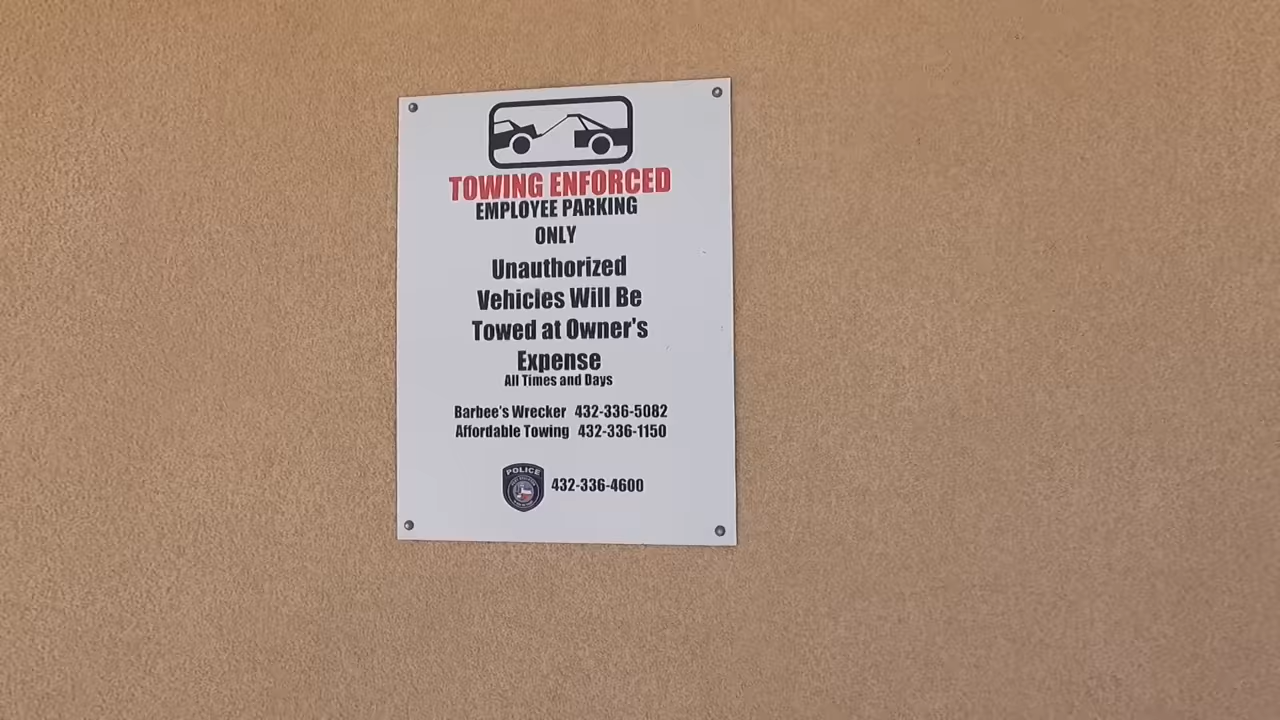 TOWING ENFORCED
EMPLOYEE PARKING
ONLY
Unauthorized
Vehicles Will Be
Towed at Owner's
Expense
All Times and Days
Barbee's Wrecker 432-336-5082
Affordable Towing 432-336-1150
POLICE
432-336-4600